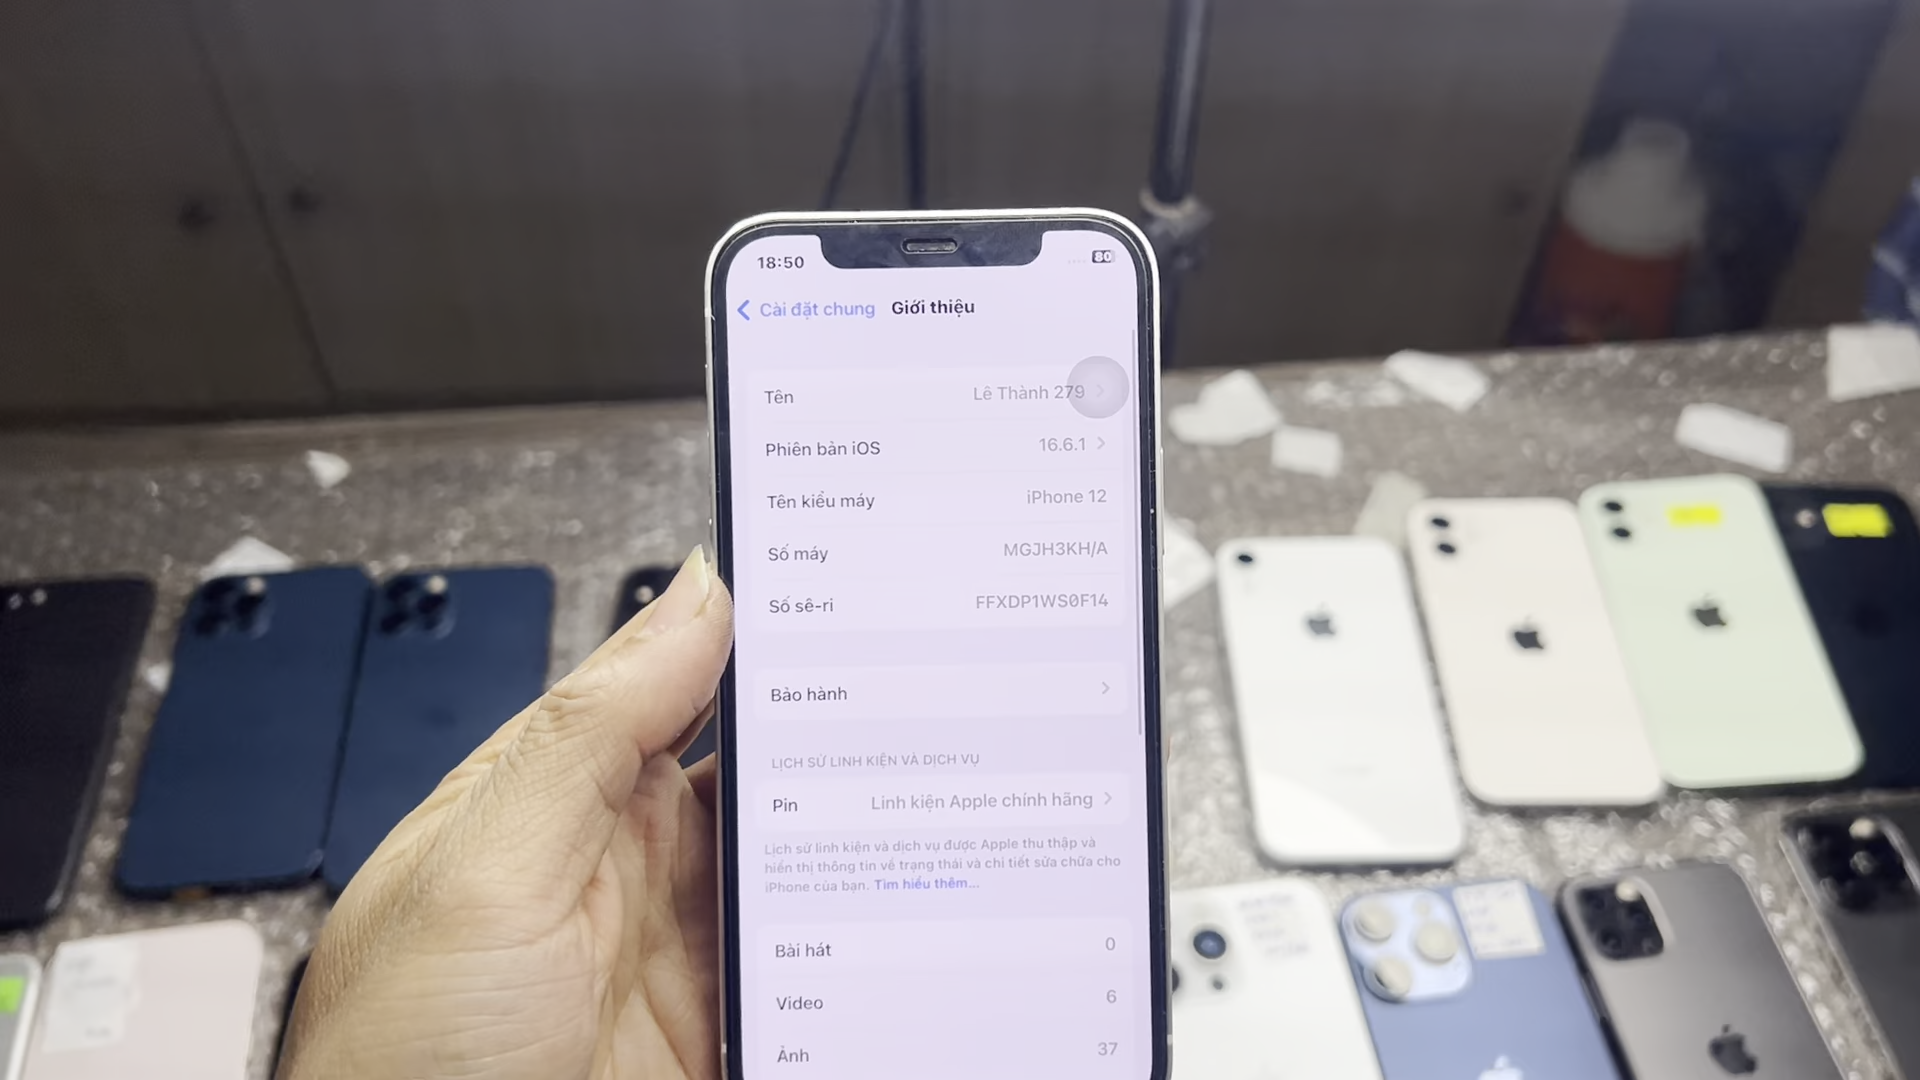 18:50
80
Cài đặt chung
Giới thiệu
Tên
Lê Thành 279
Phiên bản iOS
16.6.1
Tên kiểu máy
iPhone 12
Số máy
MGJH3KH/A
Số sê-ri
FFXDP1WS0F14
Bảo hành
LỊCH SỬ LINH KIỆN VÀ DỊCH VỤ
Pin
Linh kiện Apple chính hãng
Lịch sử linh kiện và dịch vụ được Apple thu thập và
hiển thị thông tin về trạng thái và chi tiết sửa chữa cho
iPhone của bạn. Tìm hiểu thêm...
Bài hát
0
Video
6
Ảnh
37